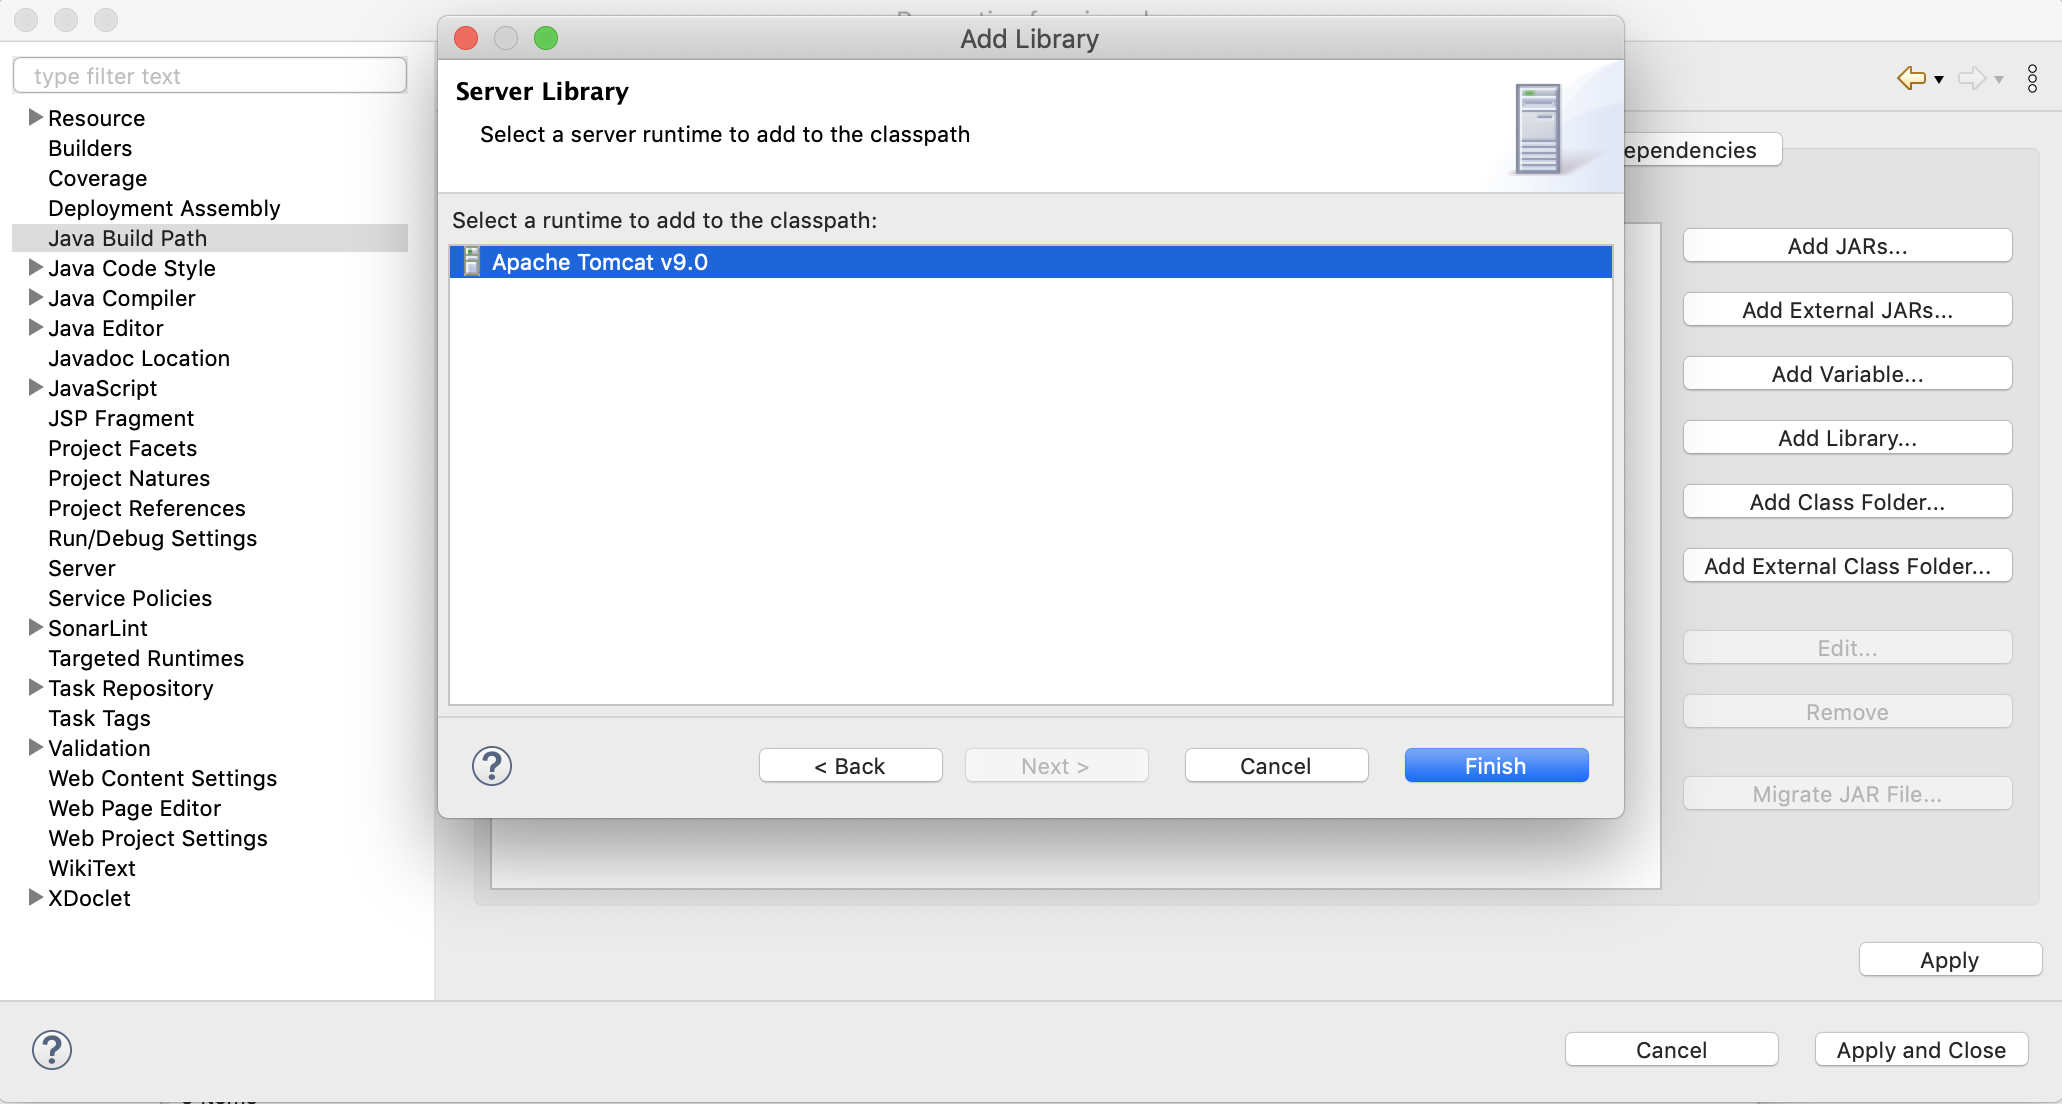 Add Library
type filter text
Resource
Builders
Coverage
Deployment Assembly
Java Build Path
Java Code Style
Java Compiler
Java Editor
Javadoc Location
JavaScript
JSP Fragment
Project Facets
Project Natures
Project References
Run/Debug Settings
Server
Service Policies
SonarLint
Targeted Runtimes
Task Repository
Task Tags
Validation
Web Content Settings
Web Page Editor
Web Project Settings
WikiText
XDoclet
Server Library
Select a server runtime to add to the classpath
Select a runtime to add to the classpath:
Apache Tomcat v9.0
< Back
Next >
Cancel
Finish
ependencies
Add JARs...
Add External JARs...
Add Variable...
Add Library...
Add Class Folder...
Add External Class Folder...
Edit...
Remove
Migrate JAR File...
Apply
Cancel
Apply and Close